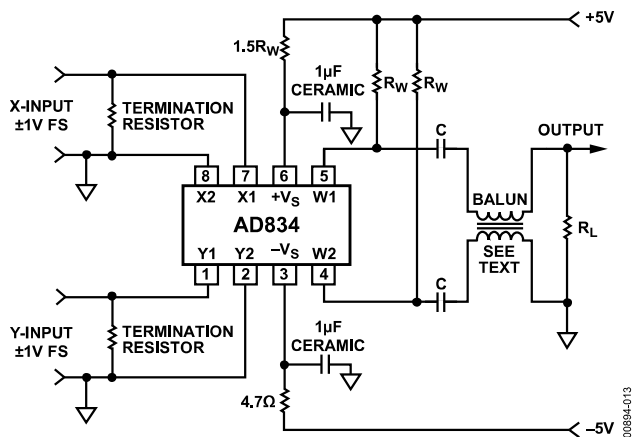 +5V
1.5RW
1µF
CERAMIC
RW
RW
X-INPUT
±1V FS
TERMINATION
RESISTOR
C
OUTPUT
8
7
6
5
X2
X1
+VS
W1
AD834
BALUN
SEE
TEXT
RL
Y1
Y2
–VS
W2
1
2
3
4
C
Y-INPUT
±1V FS
TERMINATION
RESISTOR
1µF
CERAMIC
4.7Ω
–5V
00894-013